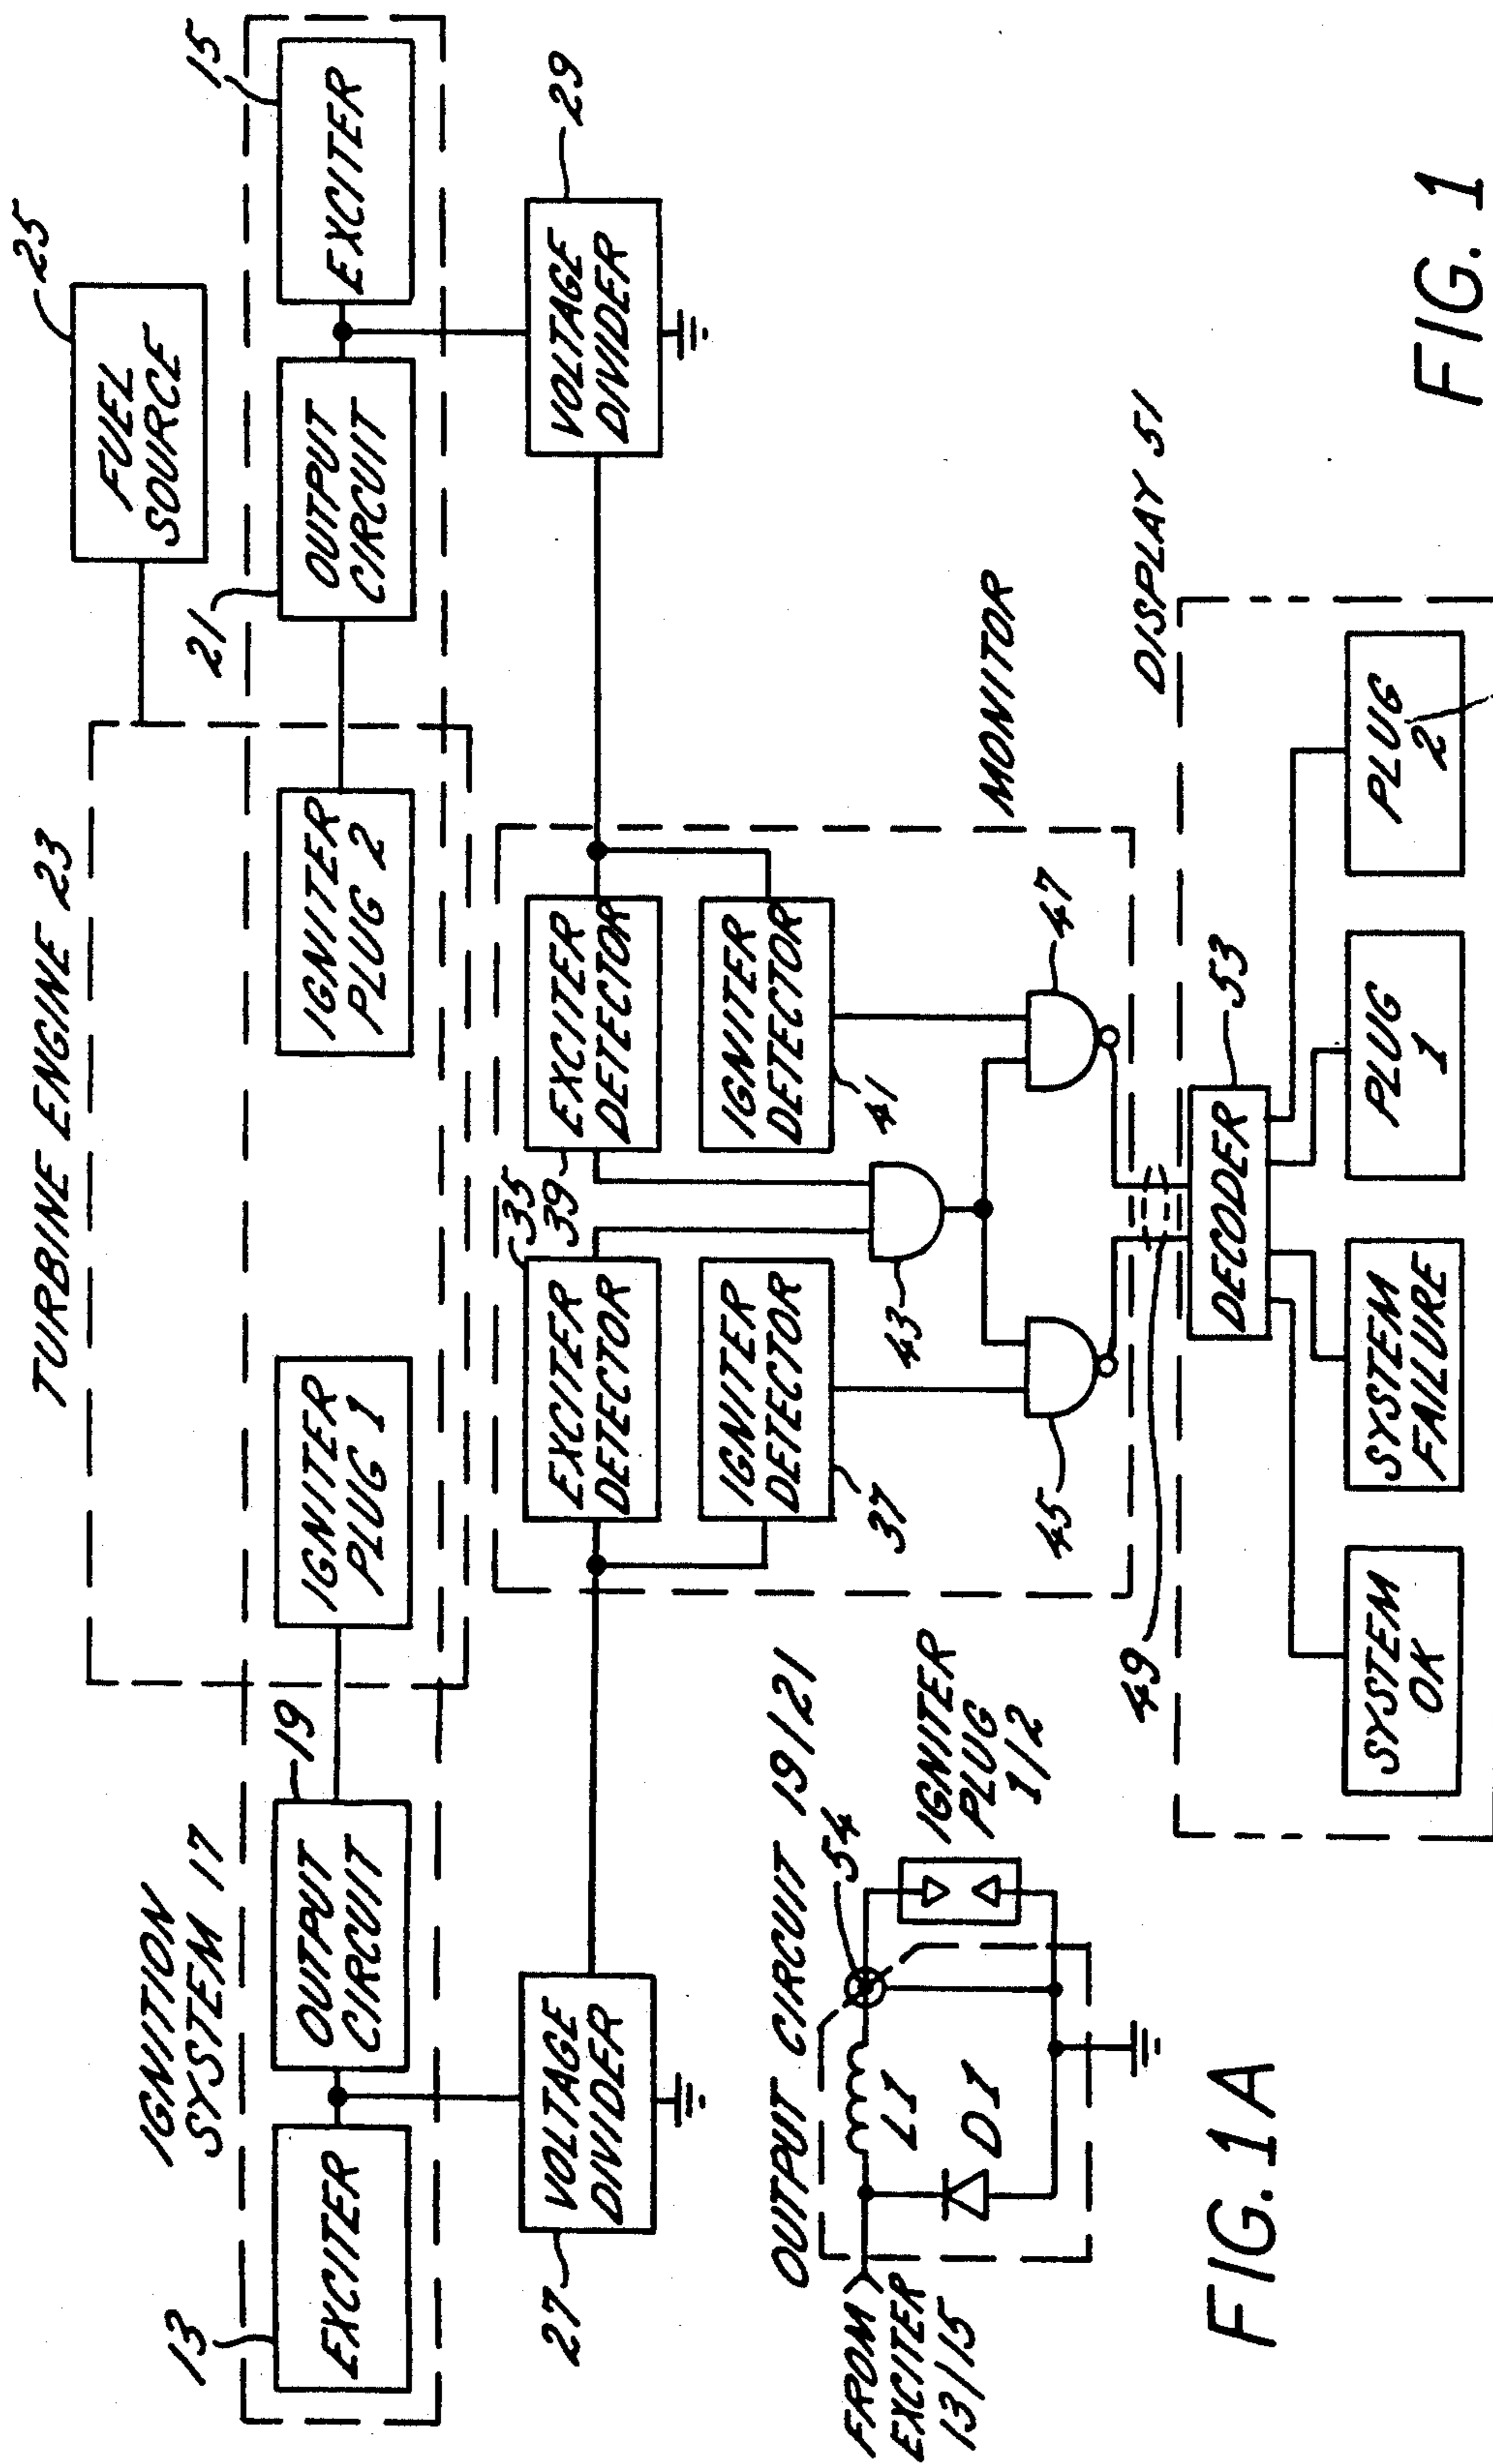 TURBINE ENGINE 23
25
FUEL
SOURCE
IGNITION
SYSTEM 17
13
EXCITER
OUTPUT
CIRCUIT
19
IGNITER
PLUG 1
IGNITER
PLUG 2
21
OUTPUT
CIRCUIT
EXCITER
15
27
VOLTAGE
DIVIDER
VOLTAGE
DIVIDER
29
EXCITER
DETECTOR
35
39
EXCITER
DETECTOR
IGNITER
DETECTOR
37
IGNITER
DETECTOR
41
43
45
47
MONITOR
49
DISPLAY 51
DECODER
53
SYSTEM
OK
SYSTEM
FAILURE
PLUG
1
PLUG
2
FIG. 1
OUTPUT CIRCUIT 19/21
54
FROM
EXCITER
13/15
L1
D1
IGNITER
PLUG
1/2
FIG. 1A